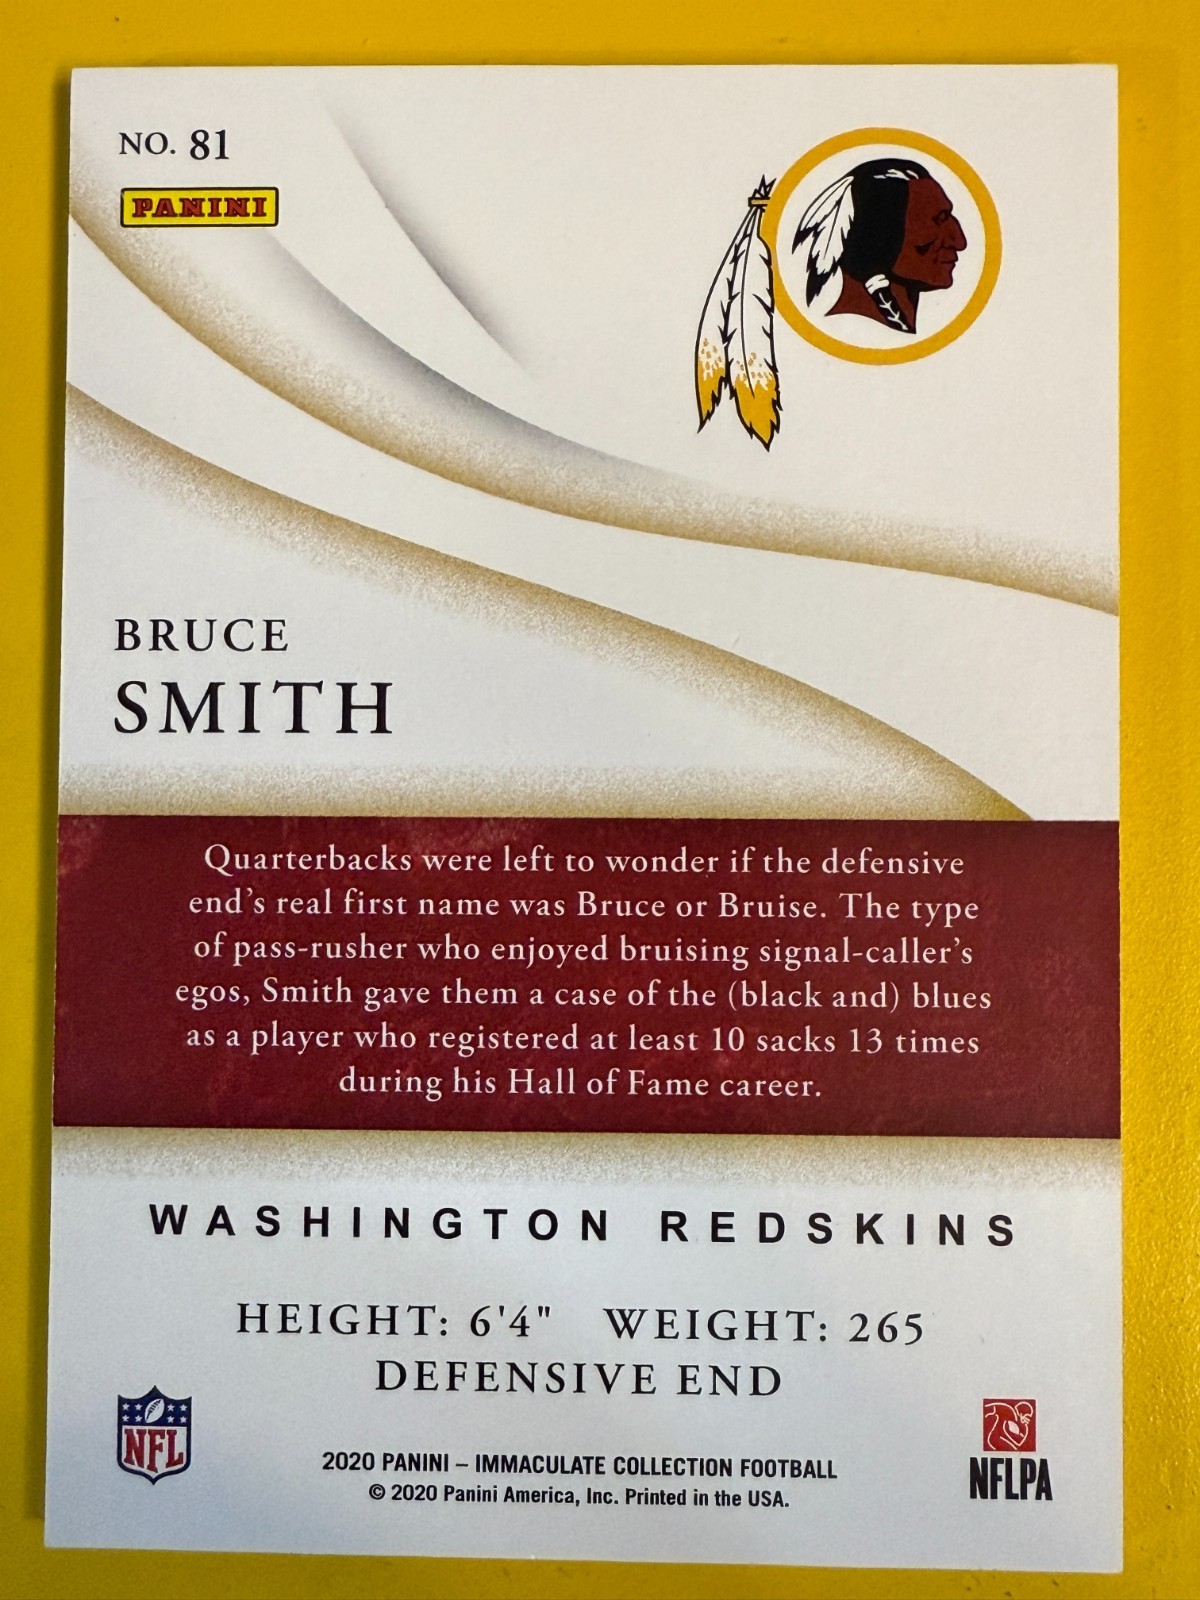 NO. 81
PANINI
BRUCE
SMITH
Quarterbacks were left to wonder if the defensive
end's real first name was Bruce or Bruise. The type
of pass-rusher who enjoyed bruising signal-caller's
egos, Smith gave them a case of the (black and) blues
as a player who registered at least 10 sacks 13 times
during his Hall of Fame career.
WASHINGTON REDSKINS
HEIGHT: 6'4" WEIGHT: 265
DEFENSIVE END
NFL
2020 PANINI – IMMACULATE COLLECTION FOOTBALL
© 2020 Panini America, Inc. Printed in the USA.
NFLPA